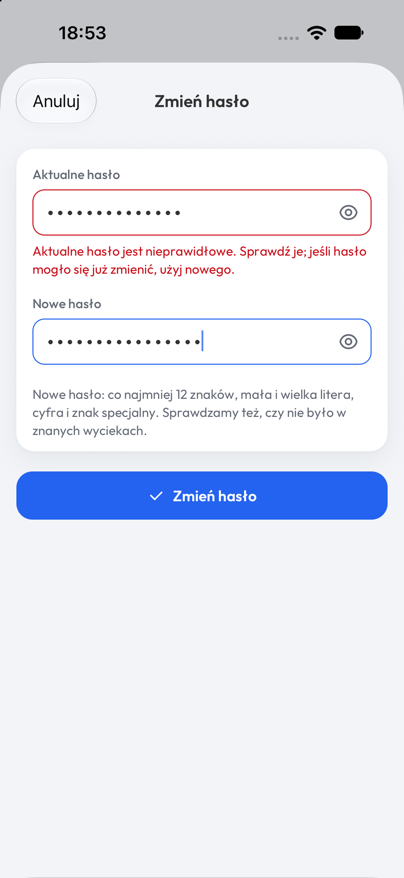 18:53
Anuluj
Zmień hasło
Aktualne hasło
••••••••••••••
Aktualne hasło jest nieprawidłowe. Sprawdź je; jeśli hasło
mogło się już zmienić, użyj nowego.
Nowe hasło
••••••••••••••••
Nowe hasło: co najmniej 12 znaków, mała i wielka litera,
cyfra i znak specjalny. Sprawdzamy też, czy nie było w
znanych wyciekach.
Zmień hasło